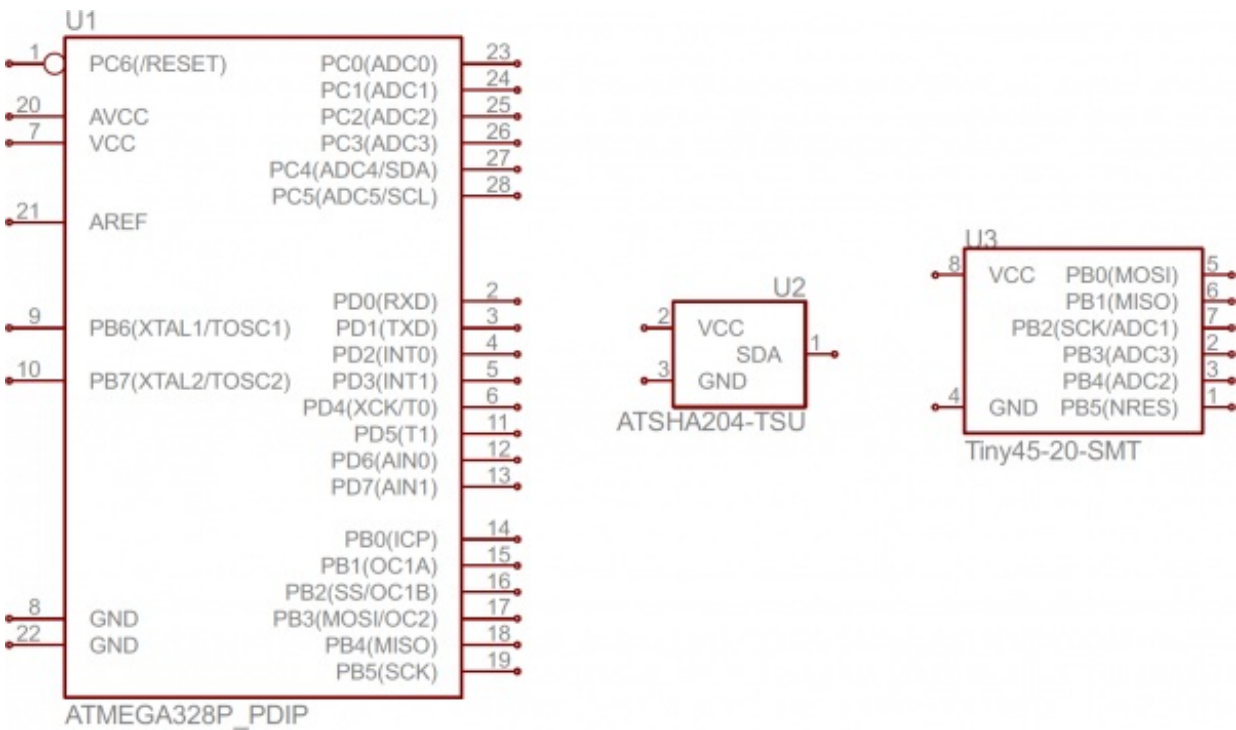 U1
1 PC6(/RESET) PC0(ADC0) 23
PC1(ADC1) 24
20 AVCC PC2(ADC2) 25
7 VCC PC3(ADC3) 26
PC4(ADC4/SDA) 27
PC5(ADC5/SCL) 28
21 AREF
PD0(RXD) 2
9 PB6(XTAL1/TOSC1) PD1(TXD) 3
PD2(INT0) 4
10 PB7(XTAL2/TOSC2) PD3(INT1) 5
PD4(XCK/T0) 6
PD5(T1) 11
PD6(AIN0) 12
PD7(AIN1) 13
PB0(ICP) 14
PB1(OC1A) 15
PB2(SS/OC1B) 16
8 GND PB3(MOSI/OC2) 17
22 GND PB4(MISO) 18
PB5(SCK) 19
ATMEGA328P_PDIP
U2
2 VCC
SDA 1
3 GND
ATSHA204-TSU
U3
8 VCC PB0(MOSI) 5
PB1(MISO) 6
PB2(SCK/ADC1) 7
PB3(ADC3) 2
PB4(ADC2) 3
4 GND PB5(NRES) 1
Tiny45-20-SMT